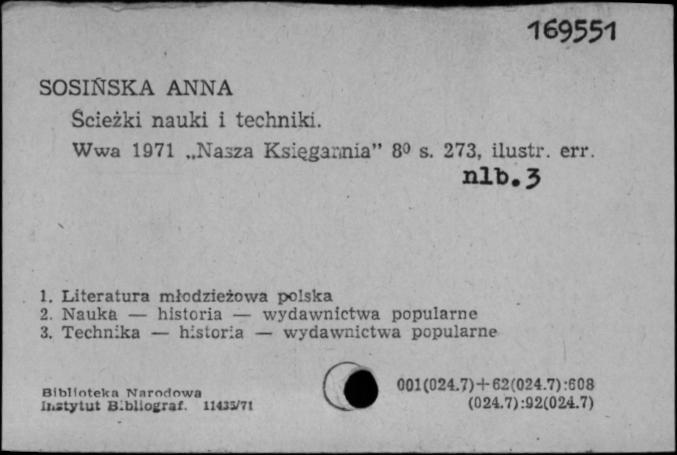 169551
SOSIŃSKA ANNA
Ścieżki nauki i techniki.
Wwa 1971 „Nasza Księgarnia” 8⁰ s. 273, ilustr. err.
nlb. 3
1. Literatura młodzieżowa polska
2. Nauka — historia — wydawnictwa popularne
3. Technika — historia — wydawnictwa popularne
Biblioteka Narodowa
Instytut Bibliograf. 11435/71
001(024.7)+62(024.7):608
(024.7):92(024.7)